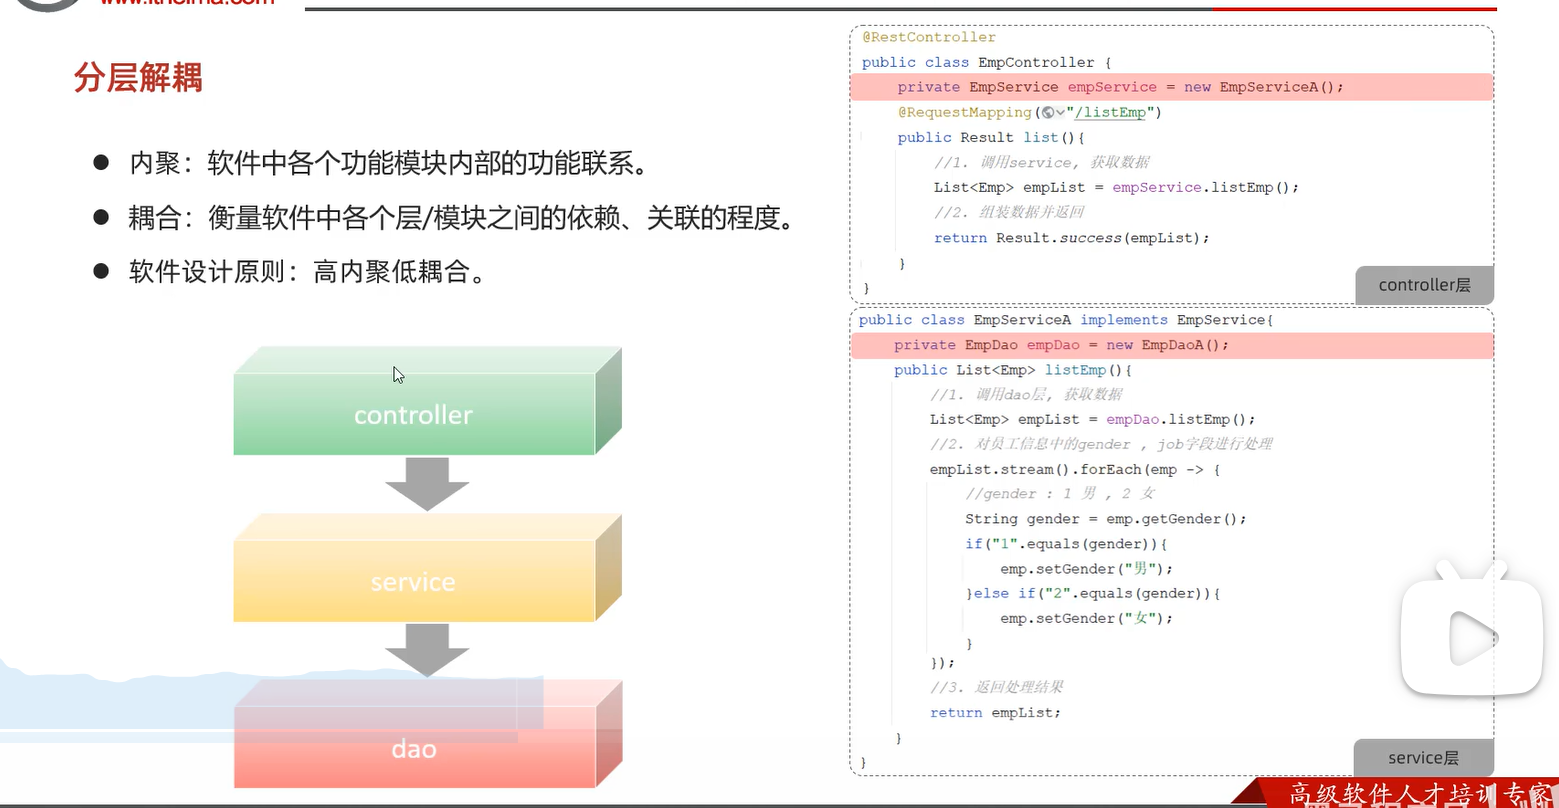 www.itheima.com
分层解耦
内聚：软件中各个功能模块内部的功能联系。
耦合：衡量软件中各个层/模块之间的依赖、关联的程度。
软件设计原则：高内聚低耦合。
controller
service
dao
@RestController
public class EmpController {
private EmpService empService = new EmpServiceA();
@RequestMapping("/listEmp")
public Result list(){
//1. 调用service, 获取数据
List<Emp> empList = empService.listEmp();
//2. 组装数据并返回
return Result.success(empList);
}
}
controller层
public class EmpServiceA implements EmpService{
private EmpDao empDao = new EmpDaoA();
public List<Emp> listEmp(){
//1. 调用dao层, 获取数据
List<Emp> empList = empDao.listEmp();
//2. 对员工信息中的gender , job字段进行处理
empList.stream().forEach(emp -> {
//gender : 1 男 , 2 女
String gender = emp.getGender();
if("1".equals(gender)){
emp.setGender("男");
}else if("2".equals(gender)){
emp.setGender("女");
}
});
//3. 返回处理结果
return empList;
}
}
service层
高级软件人才培训专家